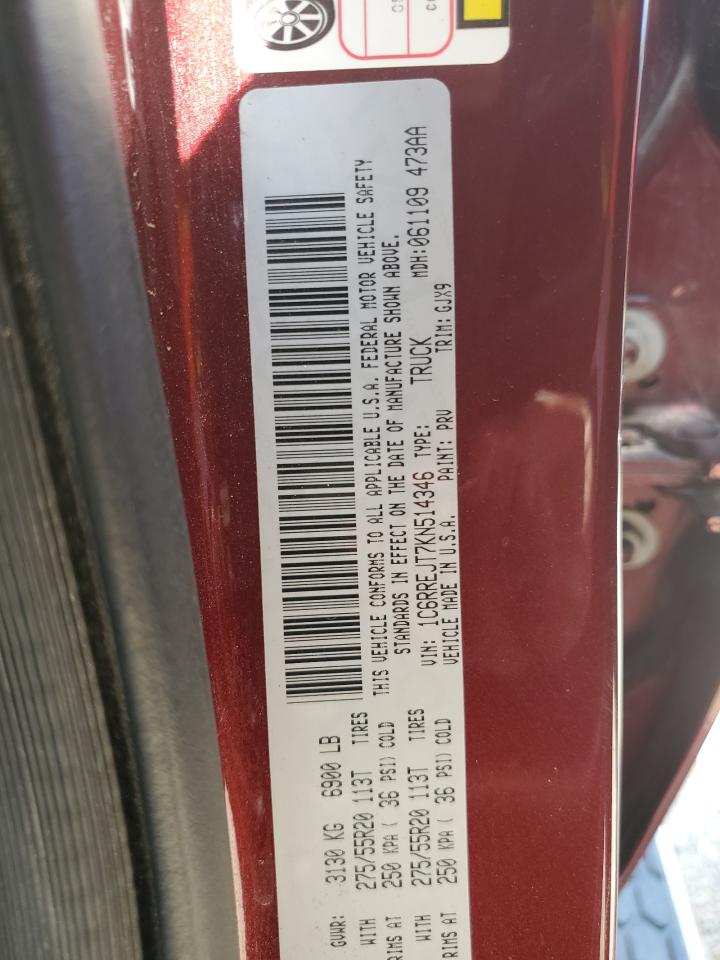 GVWR: 3130 KG 6900 LB
WITH 275/55R20 113T TIRES
RIMS AT 250 KPA ( 36 PSI) COLD
WITH 275/55R20 113T TIRES
RIMS AT 250 KPA ( 36 PSI) COLD
THIS VEHICLE CONFORMS TO ALL APPLICABLE U.S.A. FEDERAL MOTOR VEHICLE SAFETY
STANDARDS IN EFFECT ON THE DATE OF MANUFACTURE SHOWN ABOVE.
VIN: 1C6RREJT7KN514346 TYPE: TRUCK MDH:061109 473AA
VEHICLE MADE IN U.S.A. PAINT: PRV TRIM: GJX9